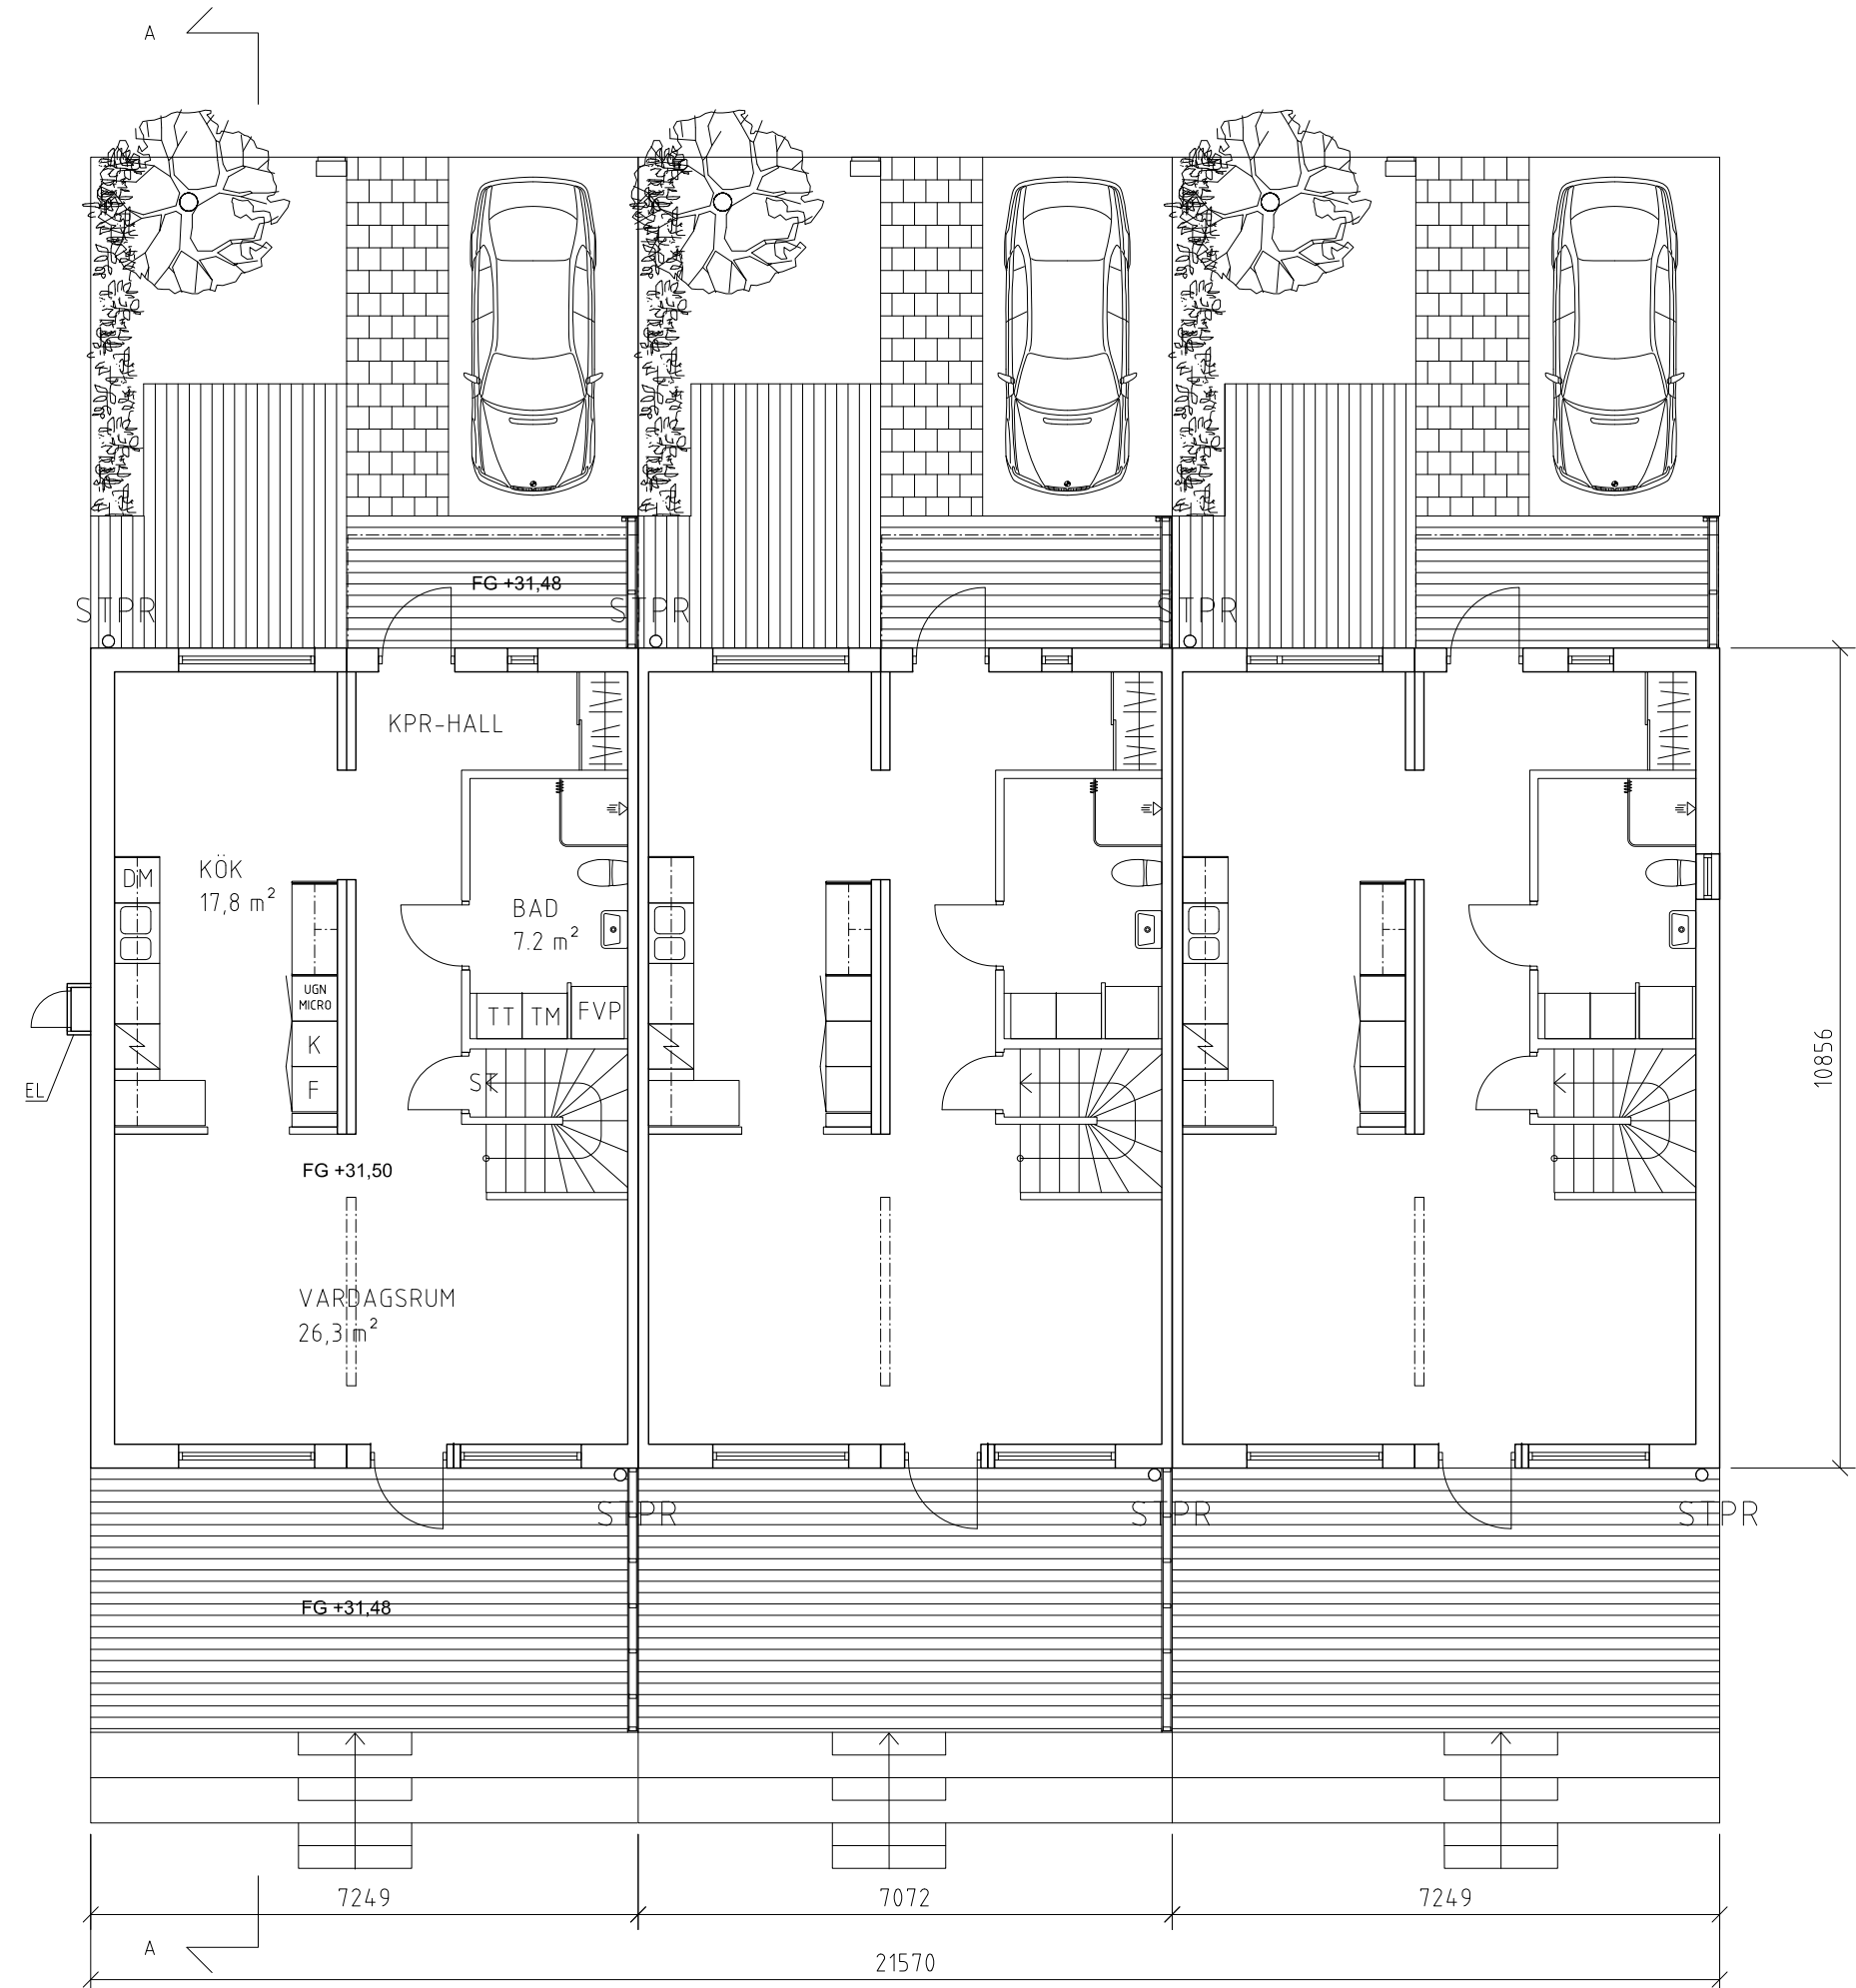 A
FG +31,48
STPR
STPR
STPR
KPR-HALL
KÖK
17,8 m²
DM
BAD
7.2 m²
UGN
MICRO
TT
TM
FVP
K
F
ST
EL
10856
FG +31,50
VARDAGSRUM
26,3 m²
STPR
STPR
STPR
FG +31,48
7249
7072
7249
A
21570